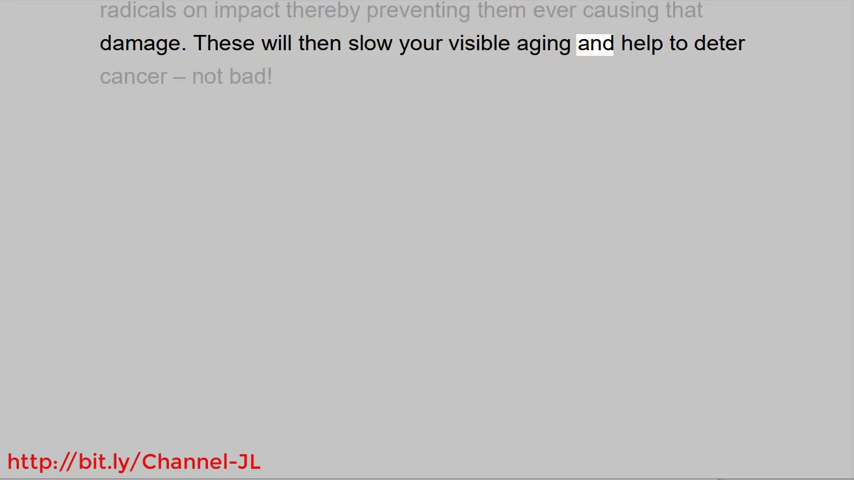 radicals on impact thereby preventing them ever causing that
damage. These will then slow your visible aging and help to deter
cancer – not bad!
http://bit.ly/Channel-JL